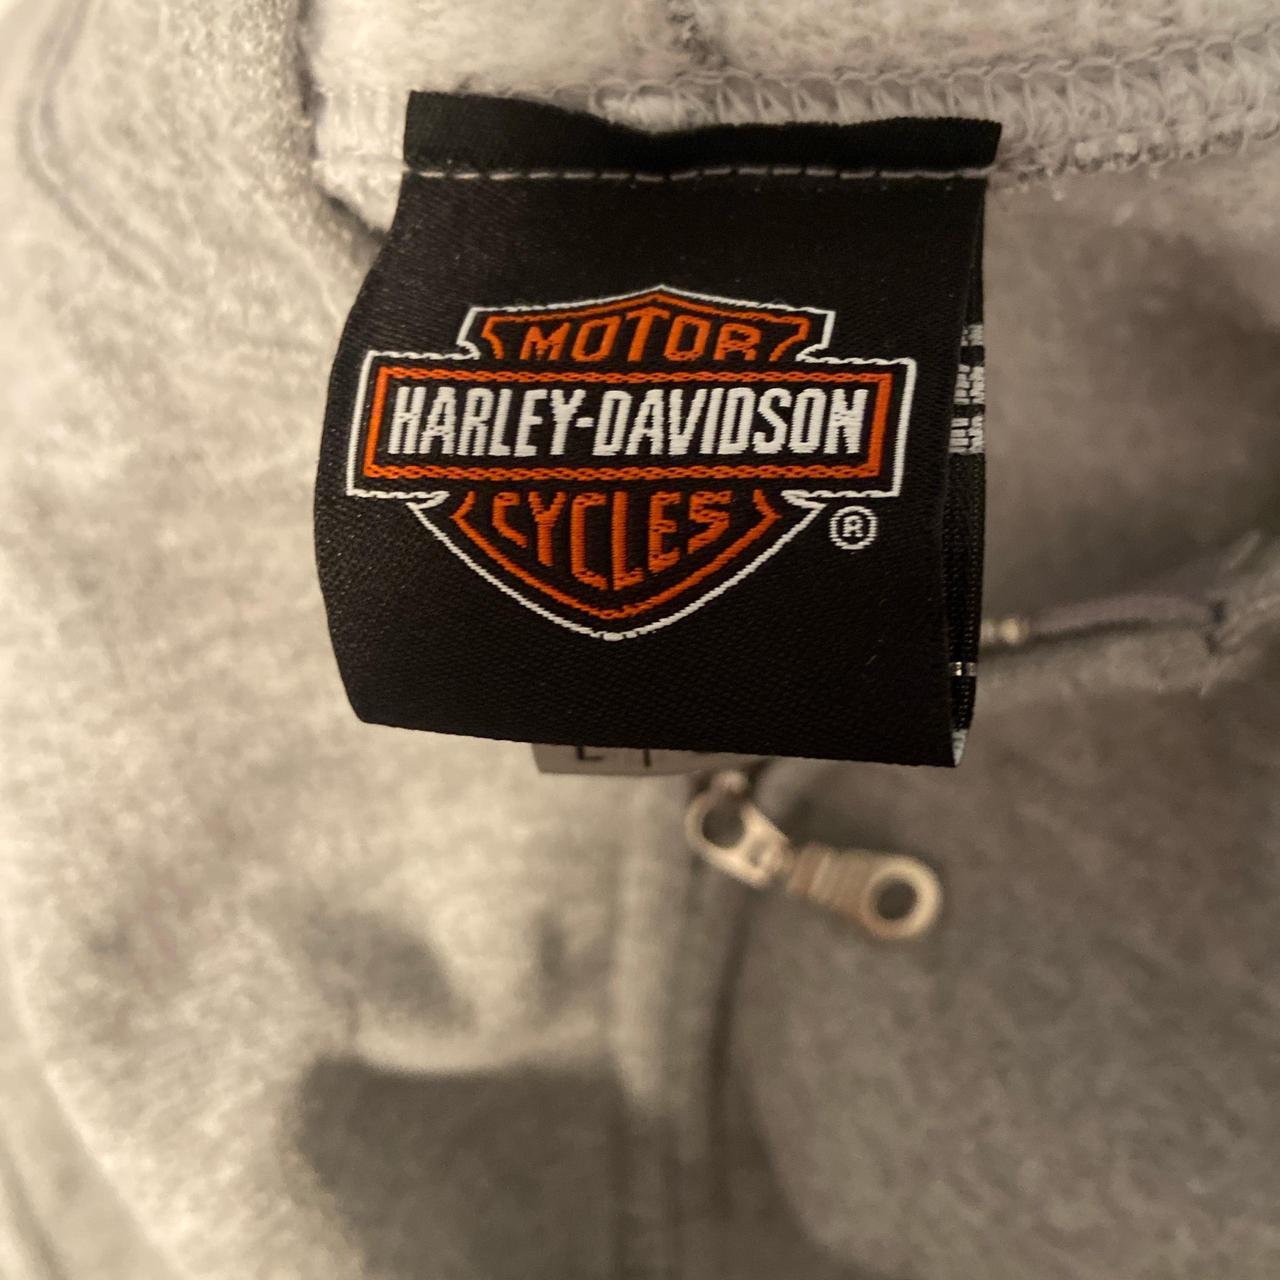 MOTOR
HARLEY-DAVIDSON
CYCLES
®